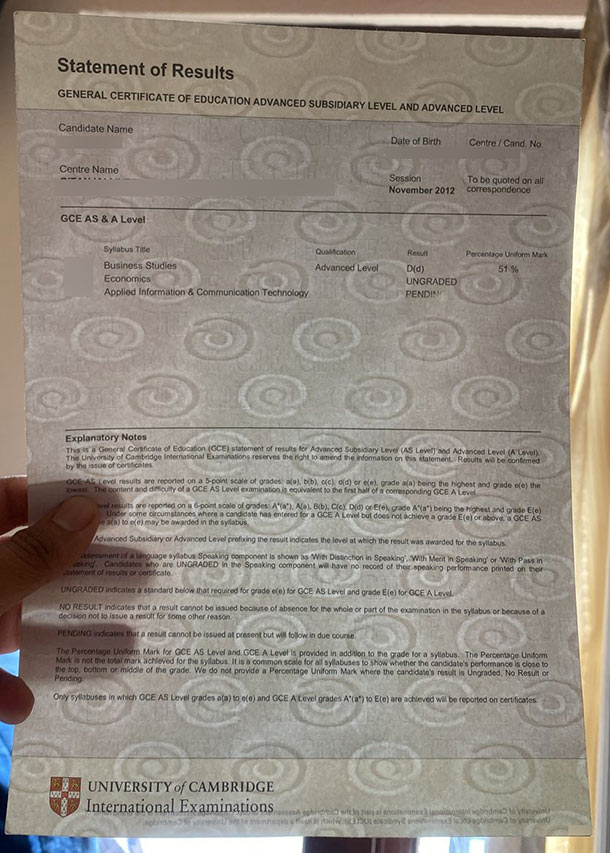 Statement of Results
GENERAL CERTIFICATE OF EDUCATION ADVANCED SUBSIDIARY LEVEL AND ADVANCED LEVEL
Candidate Name
Date of Birth
Centre / Cand. No.
Centre Name
Session
November 2012
To be quoted on all
correspondence
GCE AS & A Level
Syllabus Title Qualification Result Percentage Uniform Mark
Business Studies Advanced Level D(d) 51 %
Economics UNGRADED
Applied Information & Communication Technology PENDING
Explanatory Notes
This is a General Certificate of Education (GCE) statement of results for Advanced Subsidiary Level (AS Level) and Advanced Level (A Level).
The University of Cambridge International Examinations reserves the right to amend the information on this statement. Results will be confirmed
by the issue of certificates.
GCE AS Level results are reported on a 5-point scale of grades: a(a), b(b), c(c), d(d) or e(e), grade a(a) being the highest and grade e(e) the
lowest. The content and difficulty of a GCE AS Level examination is equivalent to the first half of a corresponding GCE A Level.
results are reported on a 6-point scale of grades: A*(a*), A(a), B(b), C(c), D(d) or E(e), grade A*(a*) being the highest and grade E(e)
Under some circumstances where a candidate has entered for a GCE A Level but does not achieve a grade E(e) or above, a GCE AS
a(a) to e(e) may be awarded in the syllabus.
Advanced Subsidiary or Advanced Level prefixing the result indicates the level at which the result was awarded for the syllabus.
assessment of a language syllabus Speaking component is shown as 'With Distinction in Speaking', 'With Merit in Speaking' or 'With Pass in
Speaking'. Candidates who are UNGRADED in the Speaking component will have no record of their speaking performance printed on their
statement of results or certificate.
UNGRADED indicates a standard below that required for grade e(e) for GCE AS Level and grade E(e) for GCE A Level.
NO RESULT indicates that a result cannot be issued because of absence for the whole or part of the examination in the syllabus or because of a
decision not to issue a result for some other reason.
PENDING indicates that a result cannot be issued at present but will follow in due course.
The Percentage Uniform Mark for GCE AS Level and GCE A Level is provided in addition to the grade for a syllabus. The Percentage Uniform
Mark is not the total mark achieved for the syllabus. It is a common scale for all syllabuses to show whether the candidate's performance is close to
the top, bottom or middle of the grade. We do not provide a Percentage Uniform Mark where the candidate's result is Ungraded, No Result or
Pending.
Only syllabuses in which GCE AS Level grades a(a) to e(e) and GCE A Level grades A*(a*) to E(e) are achieved will be reported on certificates.
UNIVERSITY of CAMBRIDGE
International Examinations